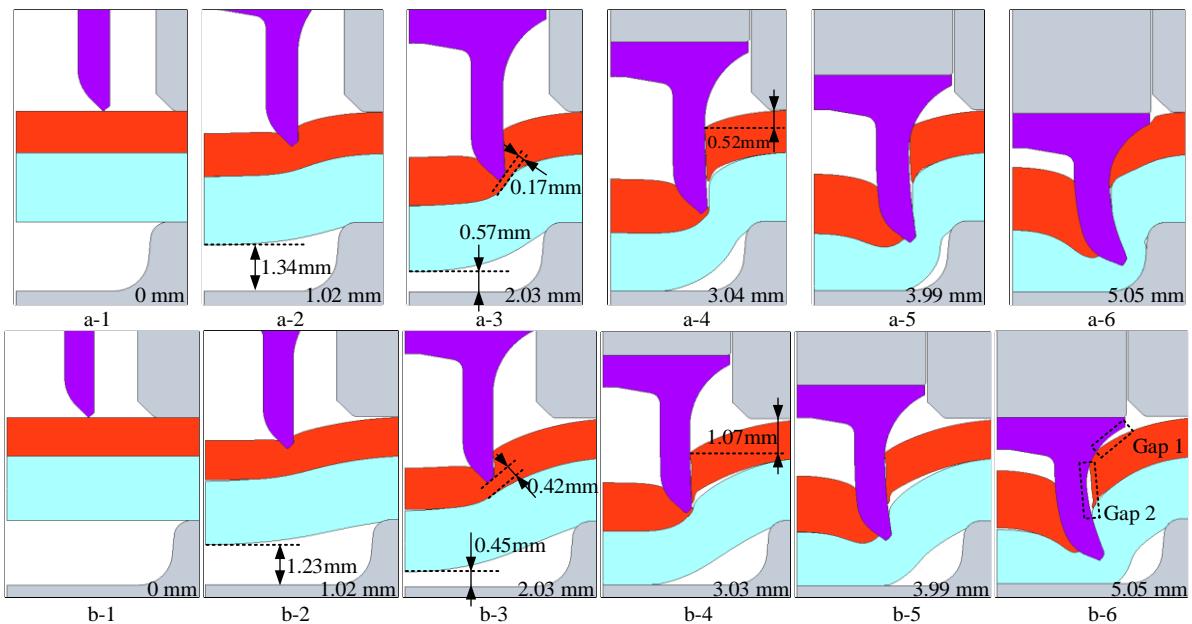 0.52mm
0.17mm
0.57mm
1.34mm
0 mm
1.02 mm
2.03 mm
3.04 mm
3.99 mm
5.05 mm
a-1
a-2
a-3
a-4
a-5
a-6
1.07mm
Gap 1
0.42mm
Gap 2
0.45mm
1.23mm
0 mm
1.02 mm
2.03 mm
3.03 mm
3.99 mm
5.05 mm
b-1
b-2
b-3
b-4
b-5
b-6